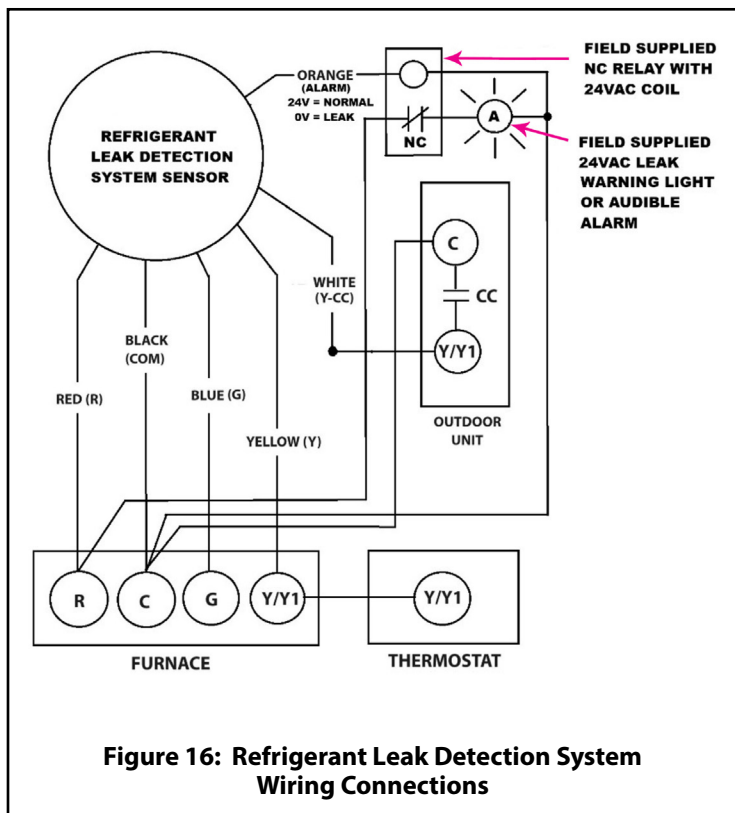 FIELD SUPPLIED
NC RELAY WITH
24VAC COIL
ORANGE
(ALARM)
24V = NORMAL
0V = LEAK
NC
A
FIELD SUPPLIED
24VAC LEAK
WARNING LIGHT
OR AUDIBLE
ALARM
REFRIGERANT
LEAK DETECTION
SYSTEM SENSOR
C
CC
Y/Y1
OUTDOOR
UNIT
WHITE
(Y-CC)
BLACK
(COM)
RED (R)
BLUE (G)
YELLOW (Y)
R
C
G
Y/Y1
FURNACE
Y/Y1
THERMOSTAT
Figure 16: Refrigerant Leak Detection System
Wiring Connections